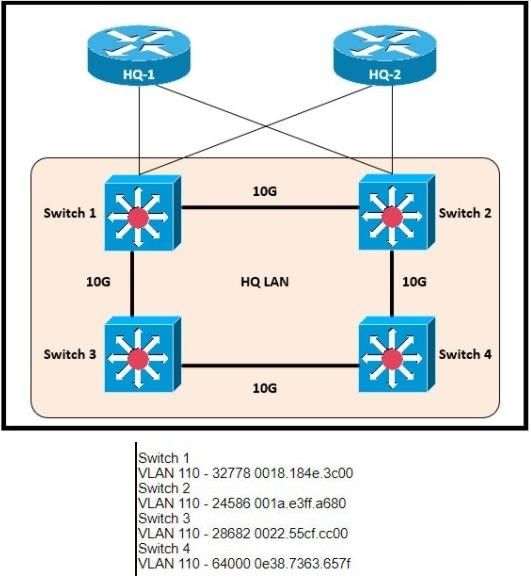 HQ-1
HQ-2
10G
Switch 1
Switch 2
10G
HQ LAN
10G
Switch 3
Switch 4
10G
Switch 1
VLAN 110 - 32778 0018.184e.3c00
Switch 2
VLAN 110 - 24586 001a.e3ff.a680
Switch 3
VLAN 110 - 28682 0022.55cf.cc00
Switch 4
VLAN 110 - 64000 0e38.7363.657f